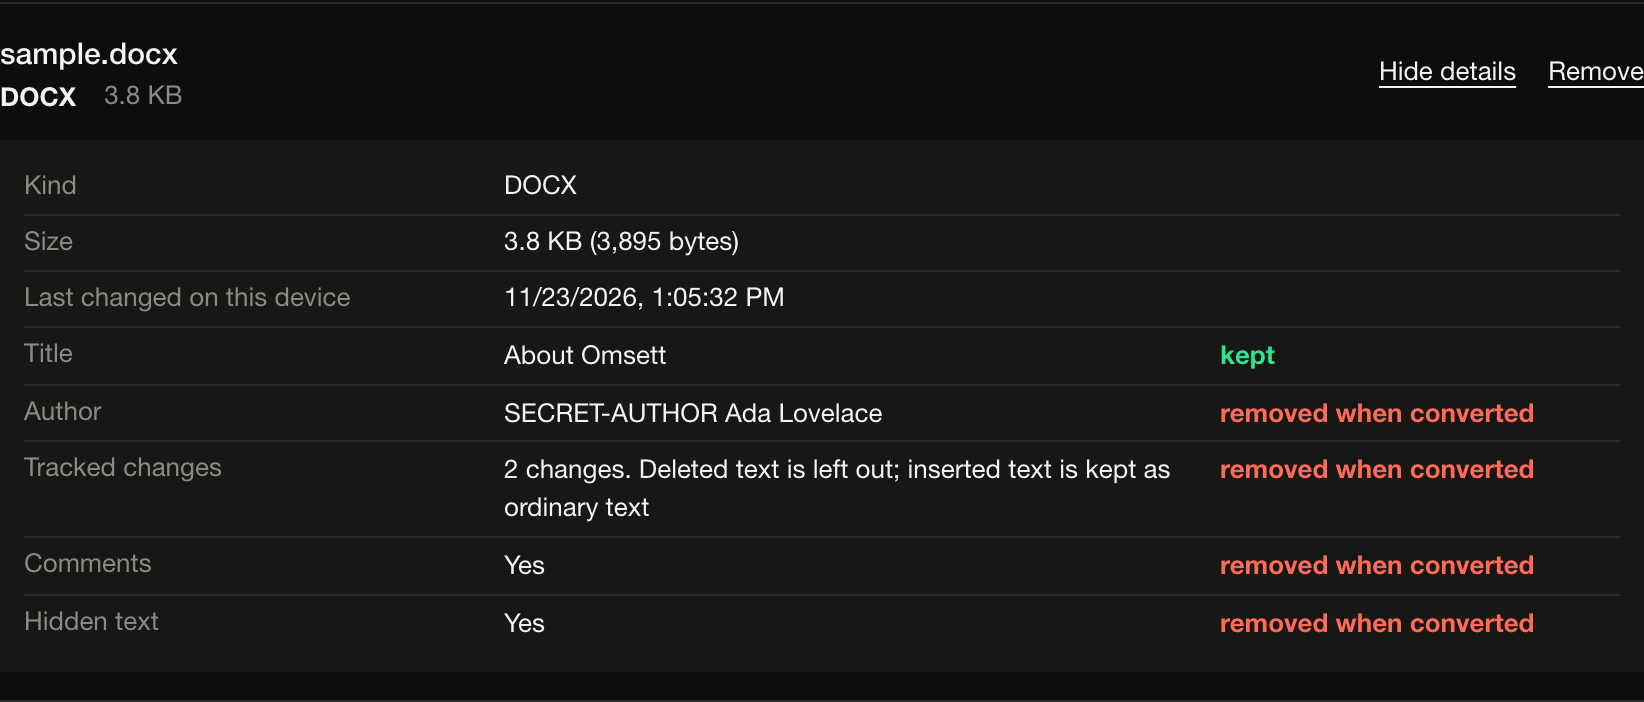 sample.docx
Hide details Remove
DOCX 3.8 KB
Kind DOCX
Size 3.8 KB (3,895 bytes)
Last changed on this device 11/23/2026, 1:05:32 PM
Title About Omsett kept
Author SECRET-AUTHOR Ada Lovelace removed when converted
Tracked changes 2 changes. Deleted text is left out; inserted text is kept as removed when converted
ordinary text
Comments Yes removed when converted
Hidden text Yes removed when converted